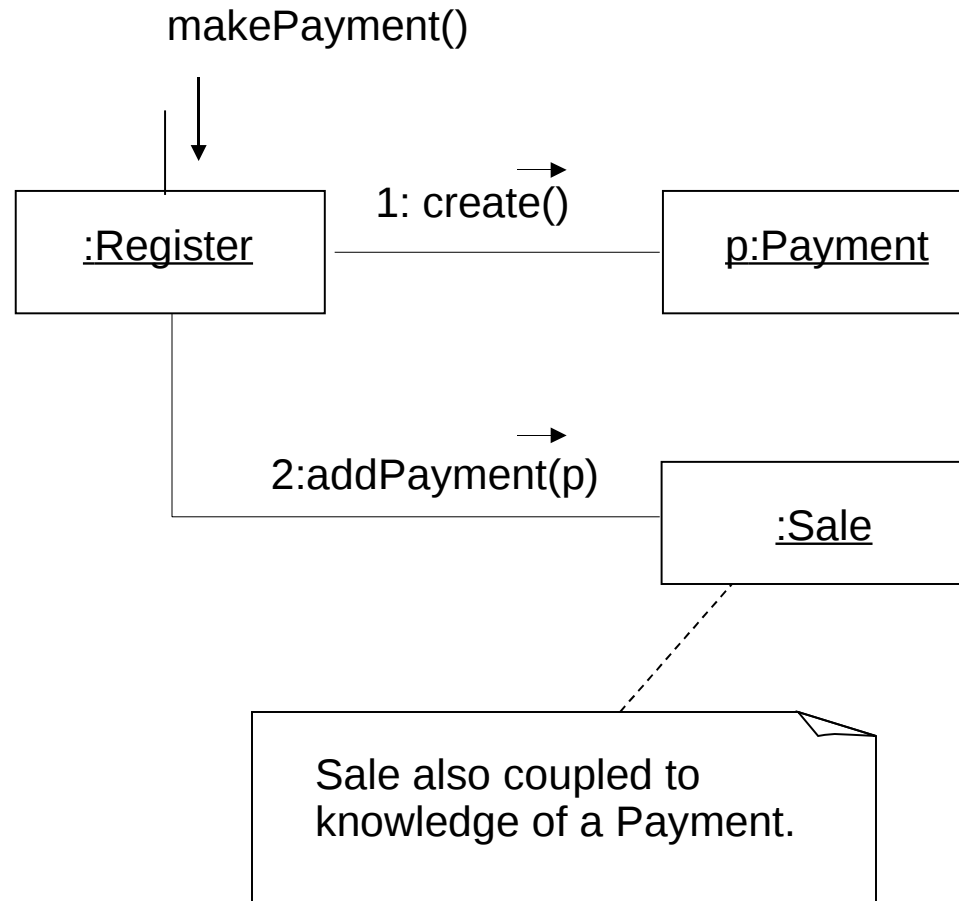 makePayment()
1: create()
:Register
p:Payment
2:addPayment(p)
:Sale
Sale also coupled to
knowledge of a Payment.